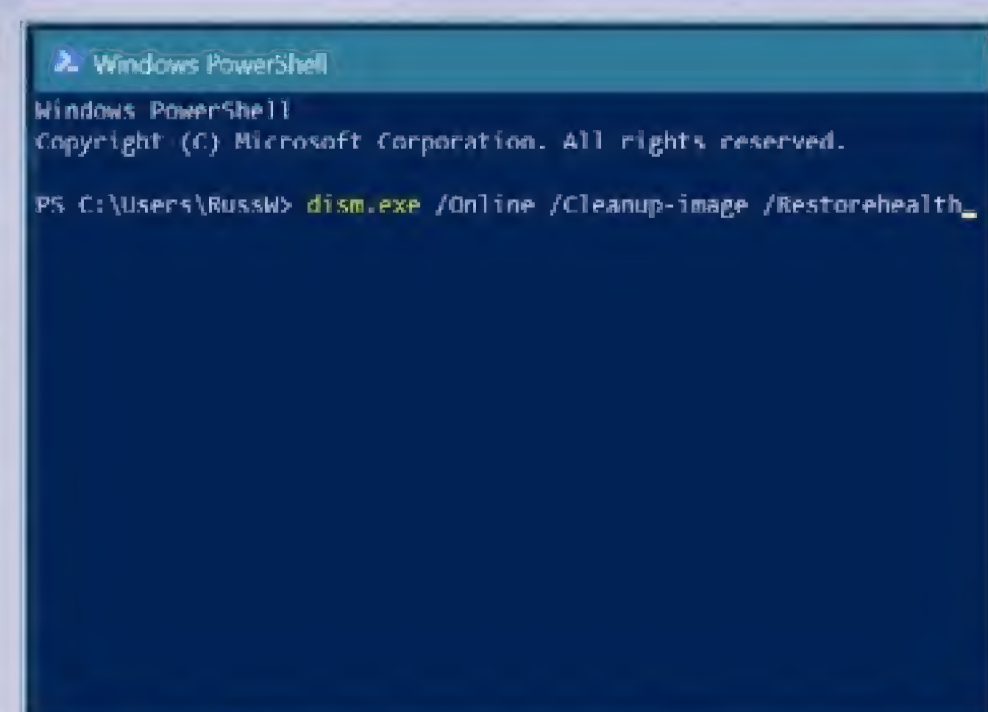 Windows PowerShell
Windows PowerShell
Copyright (C) Microsoft Corporation. All rights reserved.
PS C:\Users\RussW> dism.exe /Online /Cleanup-image /Restorehealth